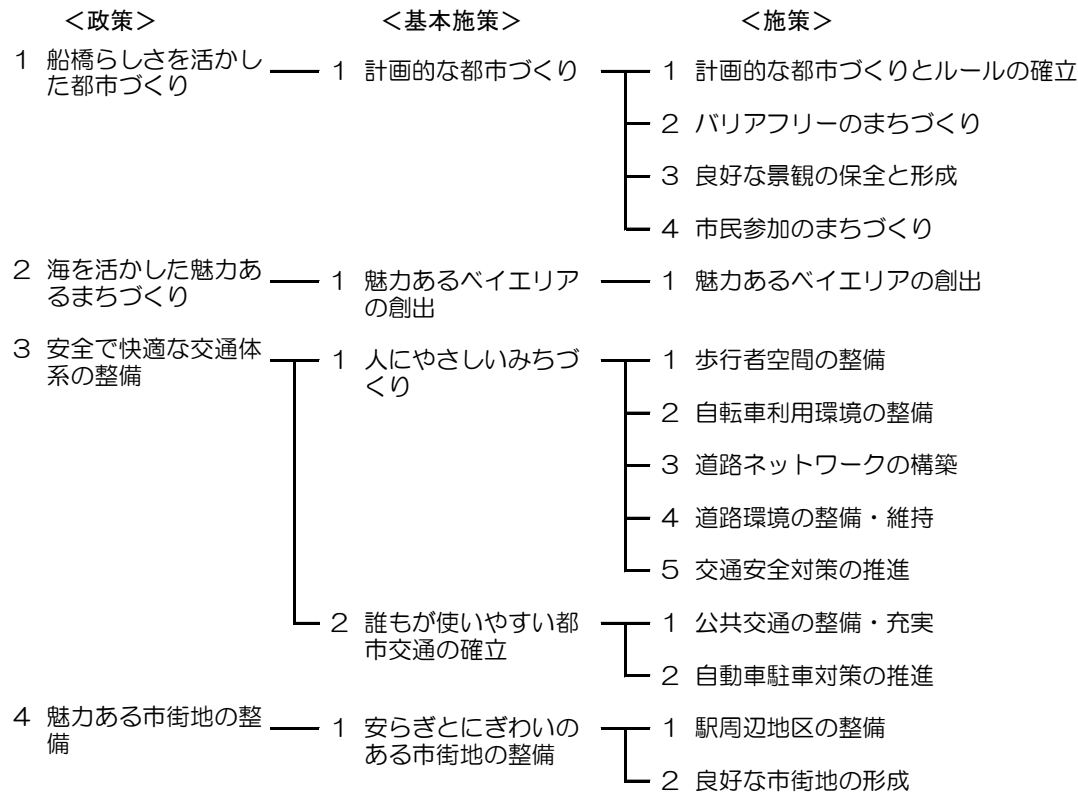 ＜政策＞ ＜基本施策＞ ＜施策＞
１ 船橋らしさを活かし
た都市づくり
１ 計画的な都市づくり
１ 計画的な都市づくりとルールの確立
２ バリアフリーのまちづくり
３ 良好な景観の保全と形成
４ 市民参加のまちづくり
２ 海を活かした魅力あ
るまちづくり
１ 魅力あるベイエリア
の創出
１ 魅力あるベイエリアの創出
３ 安全で快適な交通体
系の整備
１ 人にやさしいみちづ
くり
１ 歩行者空間の整備
２ 自転車利用環境の整備
３ 道路ネットワークの構築
４ 道路環境の整備・維持
５ 交通安全対策の推進
２ 誰もが使いやすい都
市交通の確立
１ 公共交通の整備・充実
２ 自動車駐車対策の推進
４ 魅力ある市街地の整
備
１ 安らぎとにぎわいの
ある市街地の整備
１ 駅周辺地区の整備
２ 良好な市街地の形成